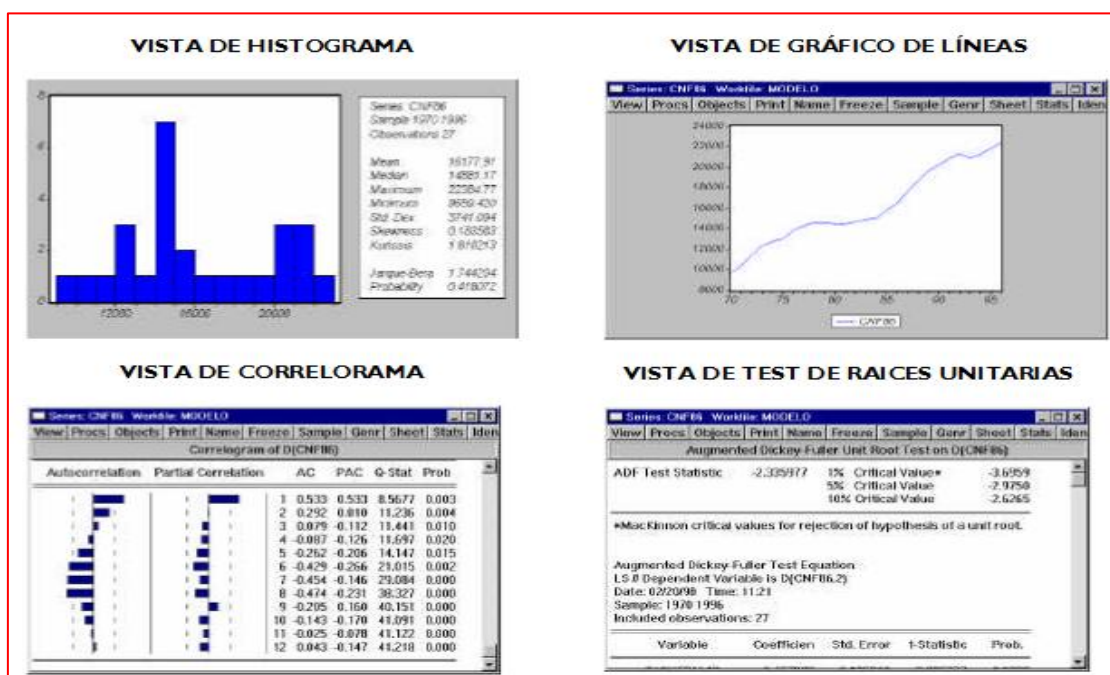 VISTA DE HISTOGRAMA
8
6
4
2
0
12000 16000 20000
Series: CNF86
Sample 1970 1996
Observations 27
Mean 16177.91
Median 14881.17
Maximum 22384.77
Minimum 9659.420
Std. Dev. 3741.094
Skewness 0.183583
Kurtosis 1.818213
Jarque-Bera 1.744294
Probability 0.418072
VISTA DE GRÁFICO DE LÍNEAS
Series: CNF86 Workfile: MODELO
View Procs Objects Print Name Freeze Sample Genr Sheet Stats Iden
24000
22000
20000
18000
16000
14000
12000
10000
8000
70 75 80 85 90 95
CNF86
VISTA DE CORRELORAMA
Series: CNF86 Workfile: MODELO
View Procs Objects Print Name Freeze Sample Genr Sheet Stats Iden
Correlogram of D(CNF86)
Autocorrelation Partial Correlation AC PAC Q-Stat Prob
1 0.533 0.533 8.5677 0.003
2 0.292 0.010 11.236 0.004
3 0.079 -0.112 11.441 0.010
4 -0.087 -0.126 11.697 0.020
5 -0.262 -0.206 14.147 0.015
6 -0.429 -0.266 21.015 0.002
7 -0.454 -0.146 29.084 0.000
8 -0.474 -0.231 38.327 0.000
9 -0.205 0.160 40.151 0.000
10 -0.143 -0.170 41.091 0.000
11 -0.025 -0.078 41.122 0.000
12 0.043 -0.147 41.218 0.000
VISTA DE TEST DE RAICES UNITARIAS
Series: CNF86 Workfile: MODELO
View Procs Objects Print Name Freeze Sample Genr Sheet Stats Iden
Augmented Dickey-Fuller Unit Root Test on D(CNF86)
ADF Test Statistic -2.335977 1% Critical Value* -3.6959
5% Critical Value -2.9750
10% Critical Value -2.6265
*MacKinnon critical values for rejection of hypothesis of a unit root.
Augmented Dickey-Fuller Test Equation
LS // Dependent Variable is D(CNF86,2)
Date: 02/20/98 Time: 11:21
Sample: 1970 1996
Included observations: 27
Variable Coefficien Std. Error t-Statistic Prob.